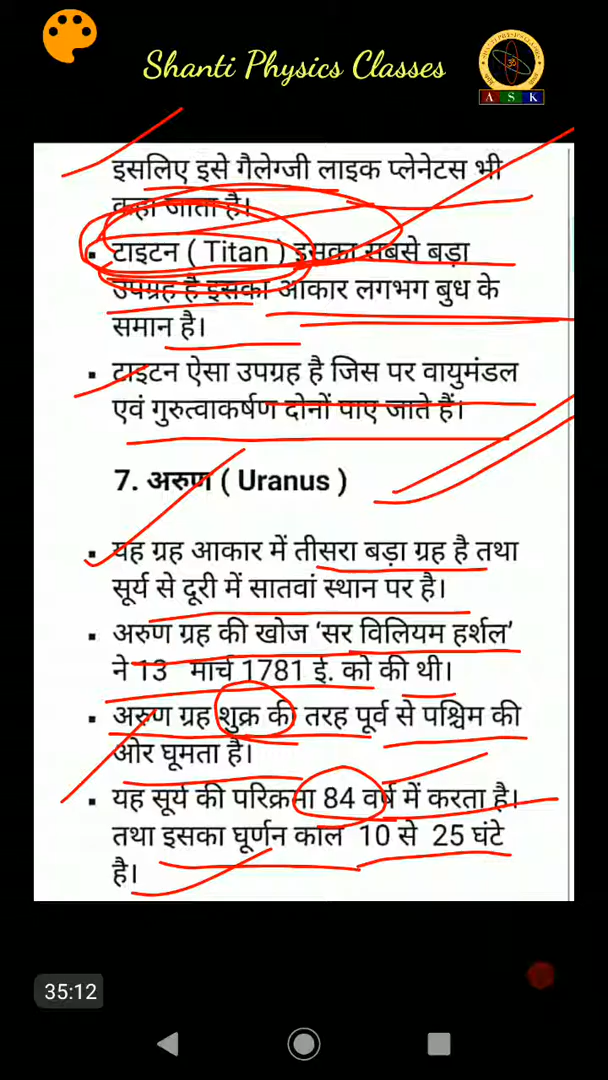 Shanti Physics Classes
A S K
इसलिए इसे गैलेग्जी लाइक प्लेनेटस भी
कहा जाता है।
▪ टाइटन ( Titan ) इसका सबसे बड़ा
उपग्रह है इसका आकार लगभग बुध के
समान है।
▪ टाइटन ऐसा उपग्रह है जिस पर वायुमंडल
एवं गुरुत्वाकर्षण दोनों पाए जाते हैं।
7. अरुण ( Uranus )
▪ यह ग्रह आकार में तीसरा बड़ा ग्रह है तथा
सूर्य से दूरी में सातवां स्थान पर है।
▪ अरुण ग्रह की खोज ‘सर विलियम हर्शल’
ने 13 मार्च 1781 ई. को की थी।
▪ अरुण ग्रह शुक्र की तरह पूर्व से पश्चिम की
ओर घूमता है।
▪ यह सूर्य की परिक्रमा 84 वर्ष में करता है।
तथा इसका घूर्णन काल 10 से 25 घंटे
है।
35:12